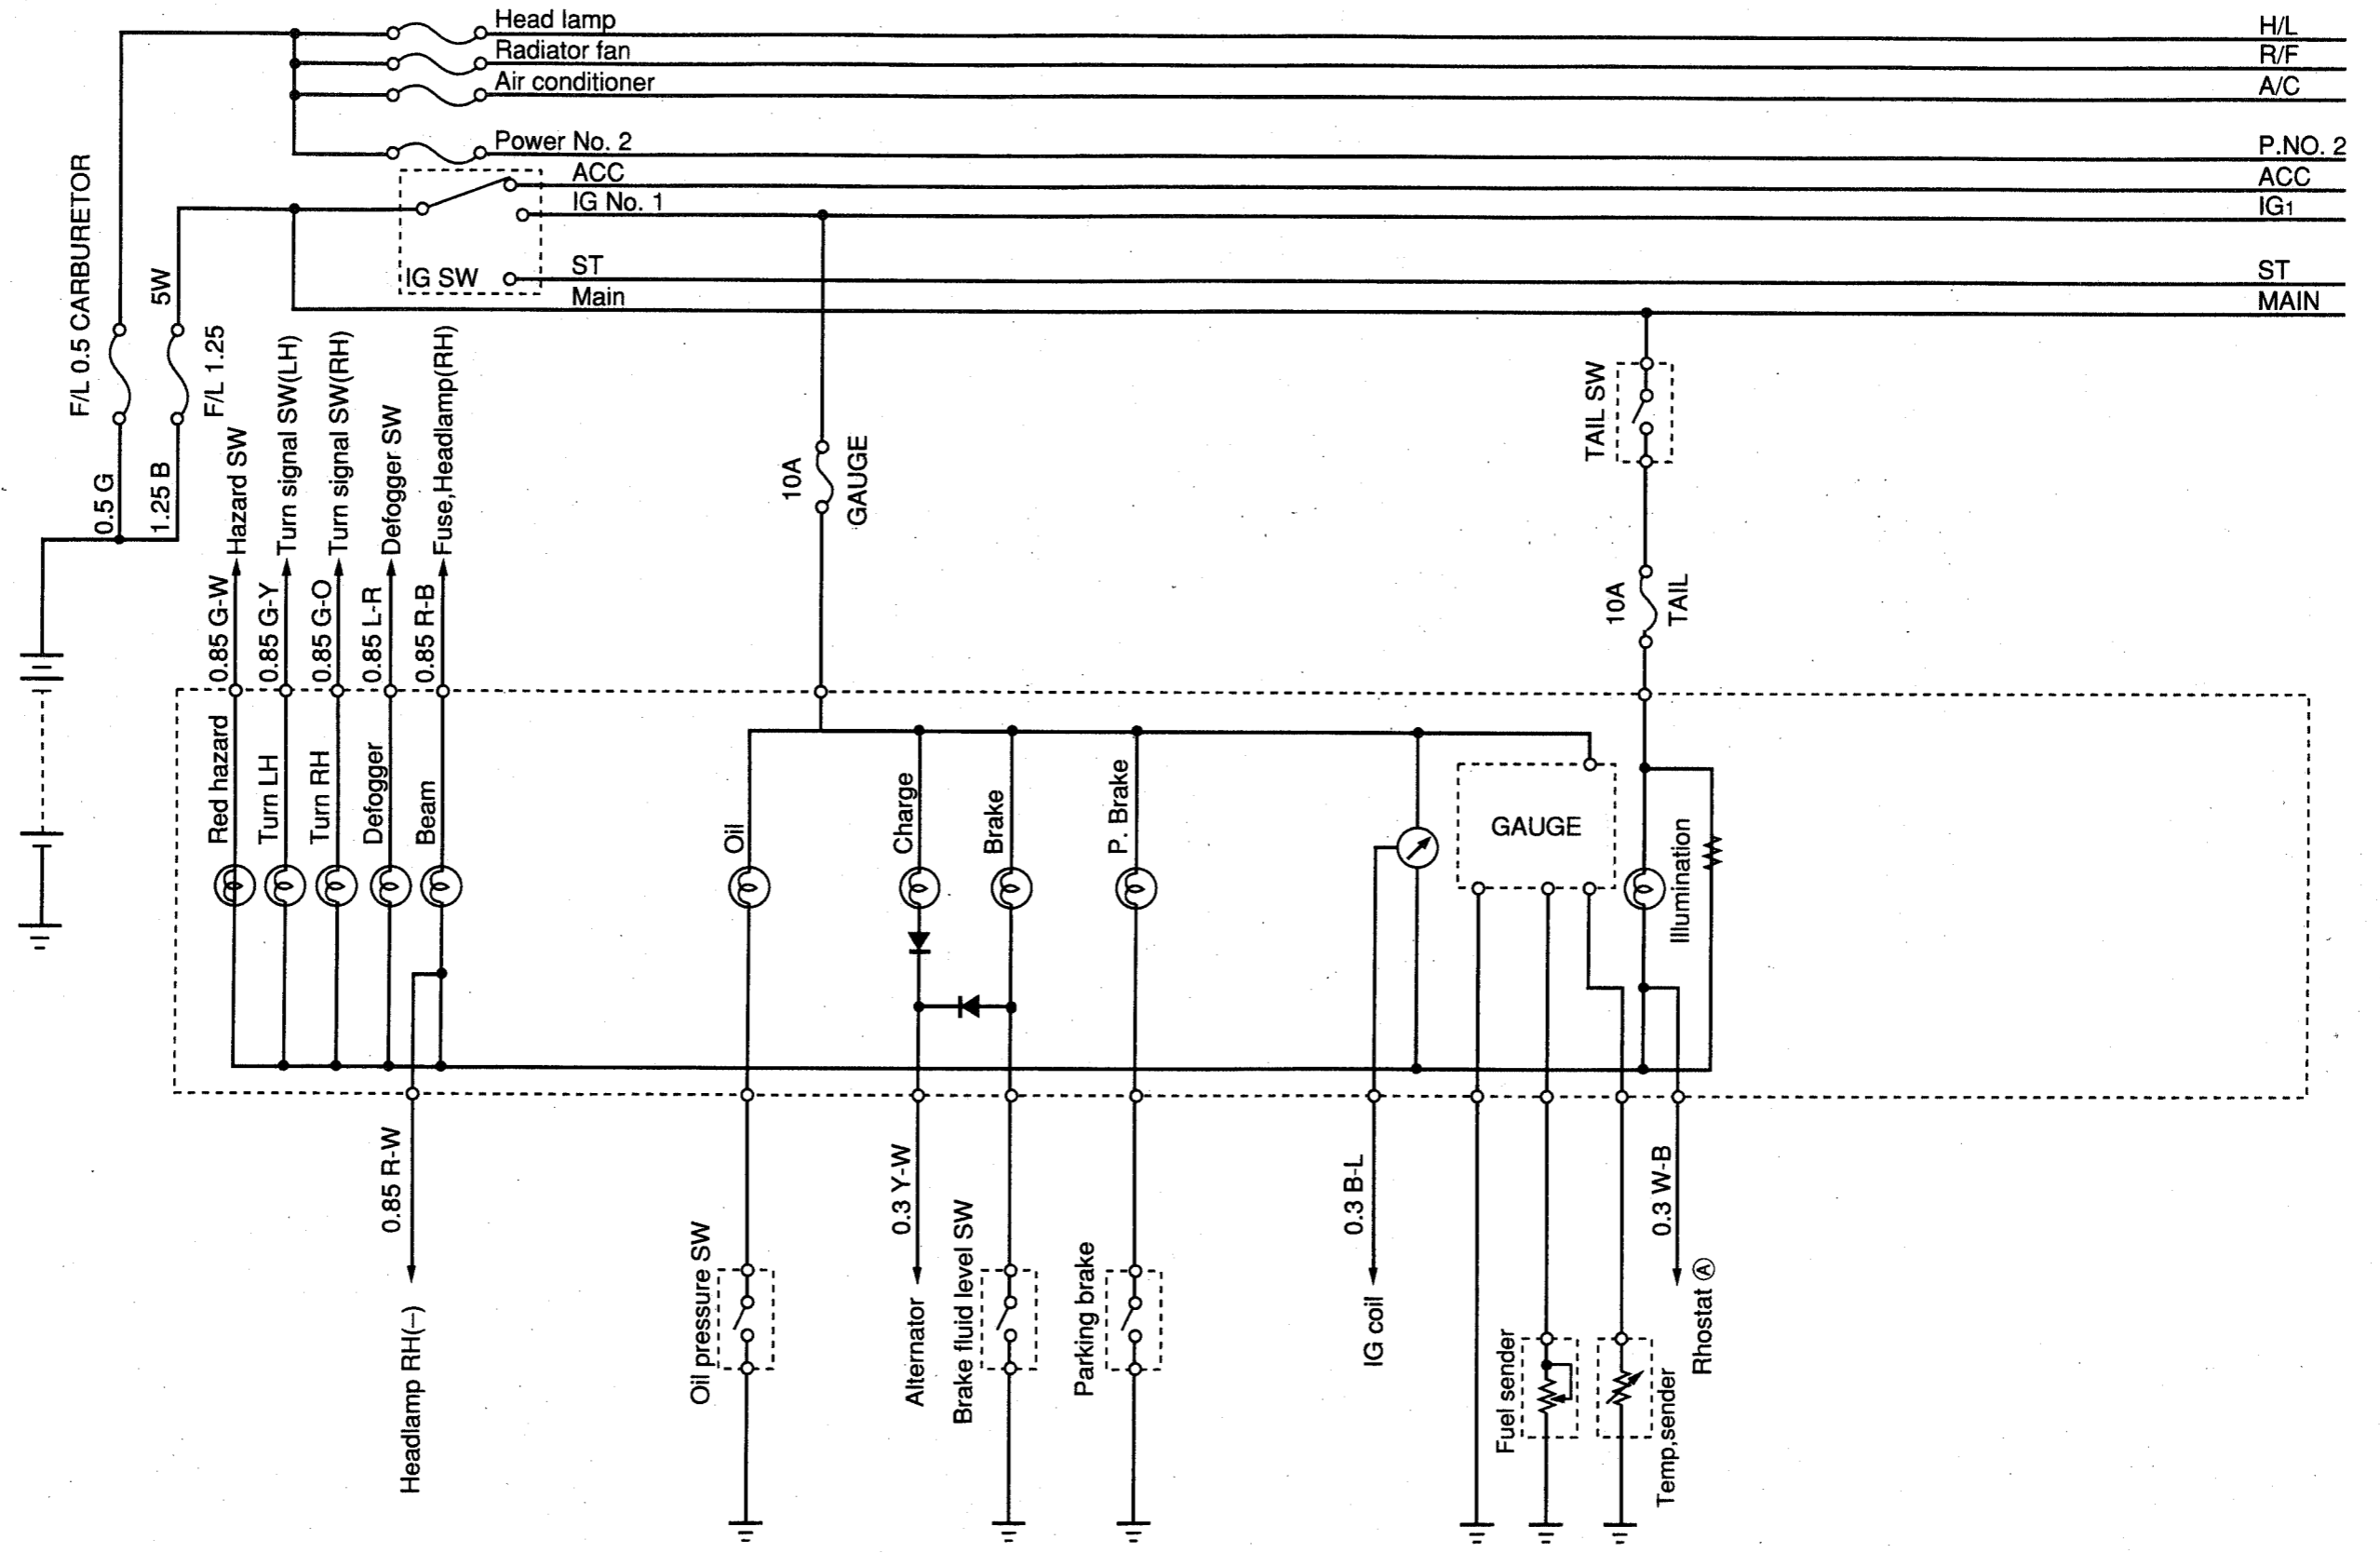 Head lamp
H/L
Radiator fan
R/F
Air conditioner
A/C
Power No. 2
P.NO. 2
ACC
ACC
IG No. 1
IG1
IG SW
ST
ST
Main
MAIN
F/L 0.5 CARBURETOR
5W
F/L 1.25
0.5 G
1.25 B
Hazard SW
Turn signal SW(LH)
Turn signal SW(RH)
Defogger SW
Fuse,Headlamp(RH)
0.85 G-W
0.85 G-Y
0.85 G-O
0.85 L-R
0.85 R-B
10A
GAUGE
TAIL SW
10A
TAIL
Red hazard
Turn LH
Turn RH
Defogger
Beam
Oil
Charge
Brake
P. Brake
GAUGE
Illumination
0.85 R-W
Headlamp RH(–)
Oil pressure SW
0.3 Y-W
Alternator
Brake fluid level SW
Parking brake
0.3 B-L
IG coil
Fuel sender
Temp,sender
0.3 W-B
Rhostat Ⓐ